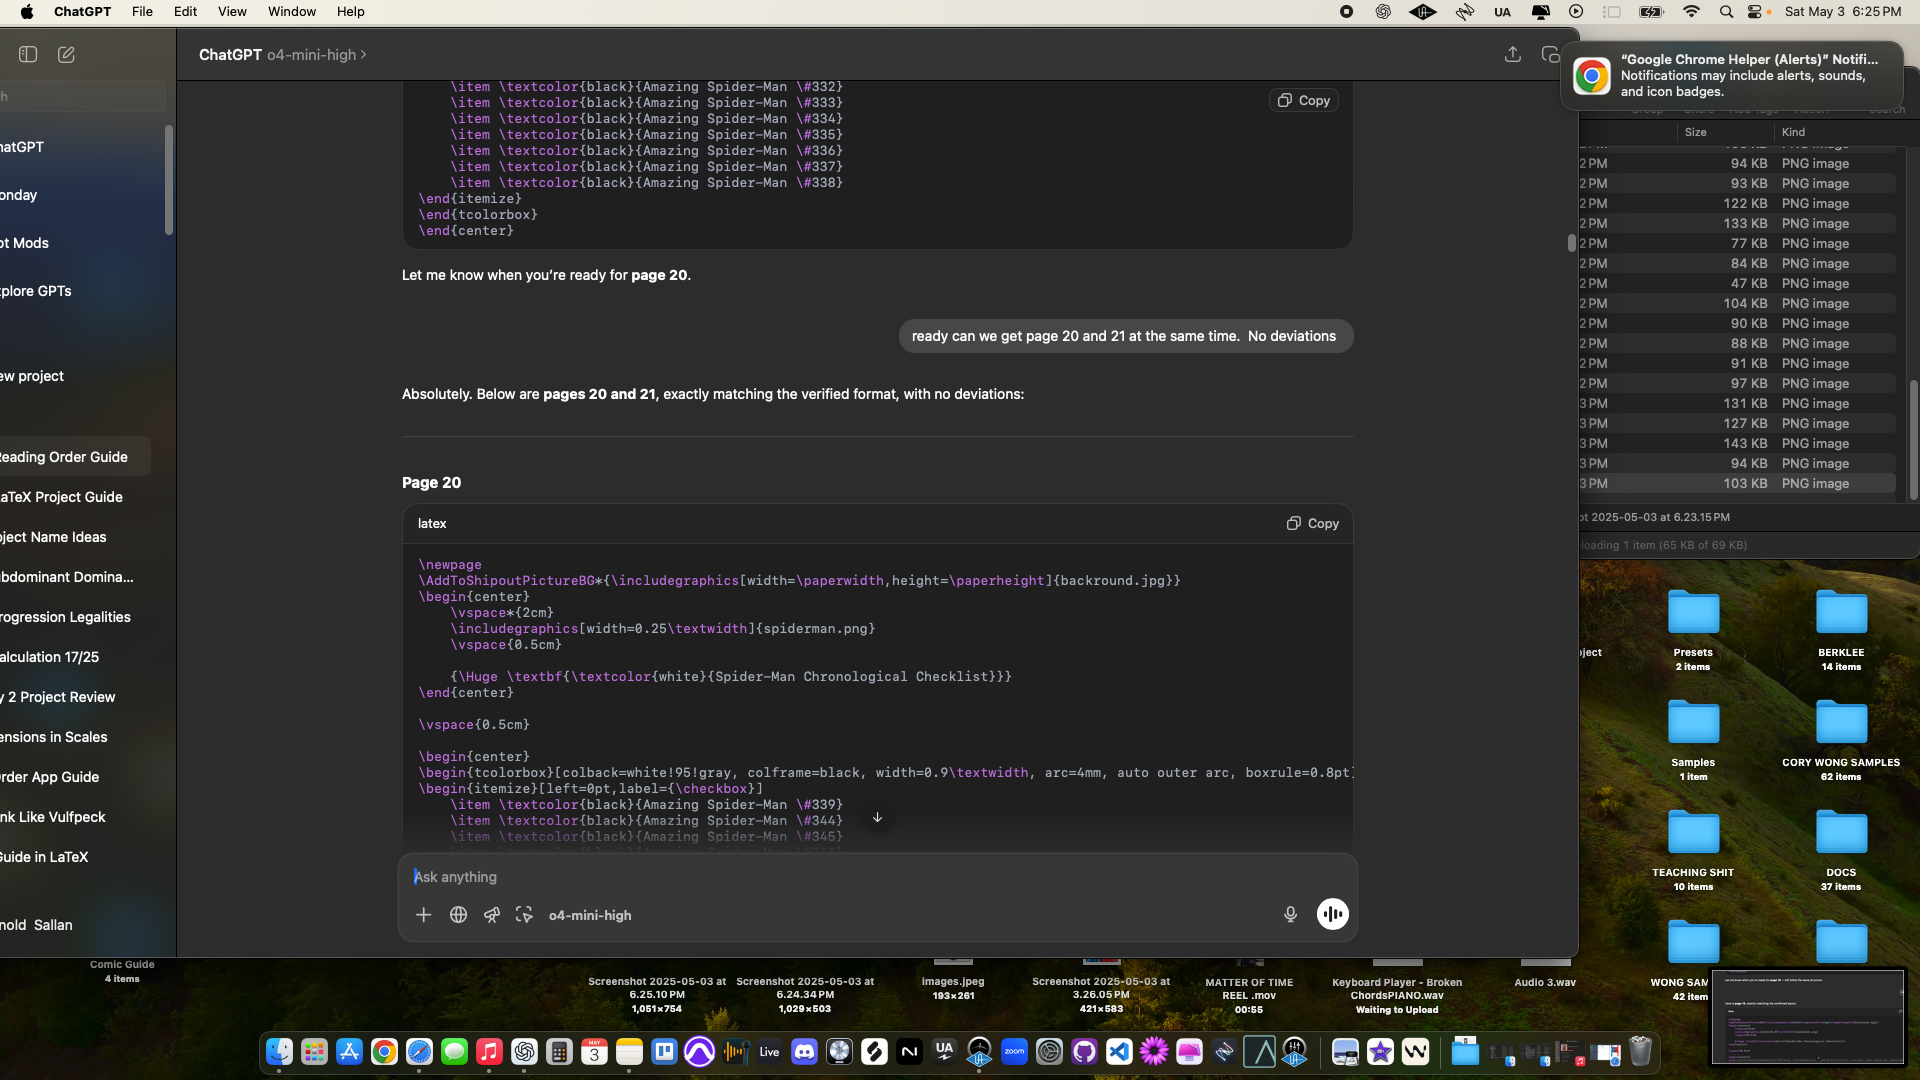 ChatGPT File Edit View Window Help
UA
Sat May 3 6:25 PM
ChatGPT o4-mini-high >
"Google Chrome Helper (Alerts)" Notifi...
Notifications may include alerts, sounds,
and icon badges.
h
hatGPT
onday
pt Mods
xplore GPTs
ew project
Reading Order Guide
LaTeX Project Guide
oject Name Ideas
ubdominant Domina...
rogression Legalities
alculation 17/25
y 2 Project Review
ensions in Scales
rder App Guide
nk Like Vulfpeck
Guide in LaTeX
nold Sallan
Copy
\item \textcolor{black}{Amazing Spider-Man \#332}
\item \textcolor{black}{Amazing Spider-Man \#333}
\item \textcolor{black}{Amazing Spider-Man \#334}
\item \textcolor{black}{Amazing Spider-Man \#335}
\item \textcolor{black}{Amazing Spider-Man \#336}
\item \textcolor{black}{Amazing Spider-Man \#337}
\item \textcolor{black}{Amazing Spider-Man \#338}
\end{itemize}
\end{tcolorbox}
\end{center}
Let me know when you're ready for page 20.
ready can we get page 20 and 21 at the same time. No deviations
Absolutely. Below are pages 20 and 21, exactly matching the verified format, with no deviations:
Page 20
latex
Copy
\newpage
\AddToShipoutPictureBG*{\includegraphics[width=\paperwidth,height=\paperheight]{backround.jpg}}
\begin{center}
\vspace*{2cm}
\includegraphics[width=0.25\textwidth]{spiderman.png}
\vspace{0.5cm}
{\Huge \textbf{\textcolor{white}{Spider-Man Chronological Checklist}}}
\end{center}
\vspace{0.5cm}
\begin{center}
\begin{tcolorbox}[colback=white!95!gray, colframe=black, width=0.9\textwidth, arc=4mm, auto outer arc, boxrule=0.8pt]
\begin{itemize}[left=0pt,label={\checkbox}]
\item \textcolor{black}{Amazing Spider-Man \#339}
\item \textcolor{black}{Amazing Spider-Man \#344}
\item \textcolor{black}{Amazing Spider-Man \#345}
Ask anything
o4-mini-high
Size Kind
2 PM 94 KB PNG image
2 PM 93 KB PNG image
2 PM 122 KB PNG image
2 PM 133 KB PNG image
2 PM 77 KB PNG image
2 PM 84 KB PNG image
2 PM 47 KB PNG image
2 PM 104 KB PNG image
2 PM 90 KB PNG image
2 PM 88 KB PNG image
2 PM 91 KB PNG image
2 PM 97 KB PNG image
3 PM 131 KB PNG image
3 PM 127 KB PNG image
3 PM 143 KB PNG image
3 PM 94 KB PNG image
3 PM 103 KB PNG image
ot 2025-05-03 at 6.23.15 PM
loading 1 item (65 KB of 69 KB)
ject
Presets
2 items
BERKLEE
14 items
Samples
1 item
CORY WONG SAMPLES
62 items
TEACHING SHIT
10 items
DOCS
37 items
WONG SAM
42 item
Comic Guide
4 items
Screenshot 2025-05-03 at
6.25.10 PM
1,051×754
Screenshot 2025-05-03 at
6.24.34 PM
1,029×503
images.jpeg
193×261
Screenshot 2025-05-03 at
3.26.05 PM
421×583
MATTER OF TIME
REEL .mov
00:55
Keyboard Player - Broken
ChordsPIANO.wav
Waiting to Upload
Audio 3.wav
MAY
3
Live
UA
zoom